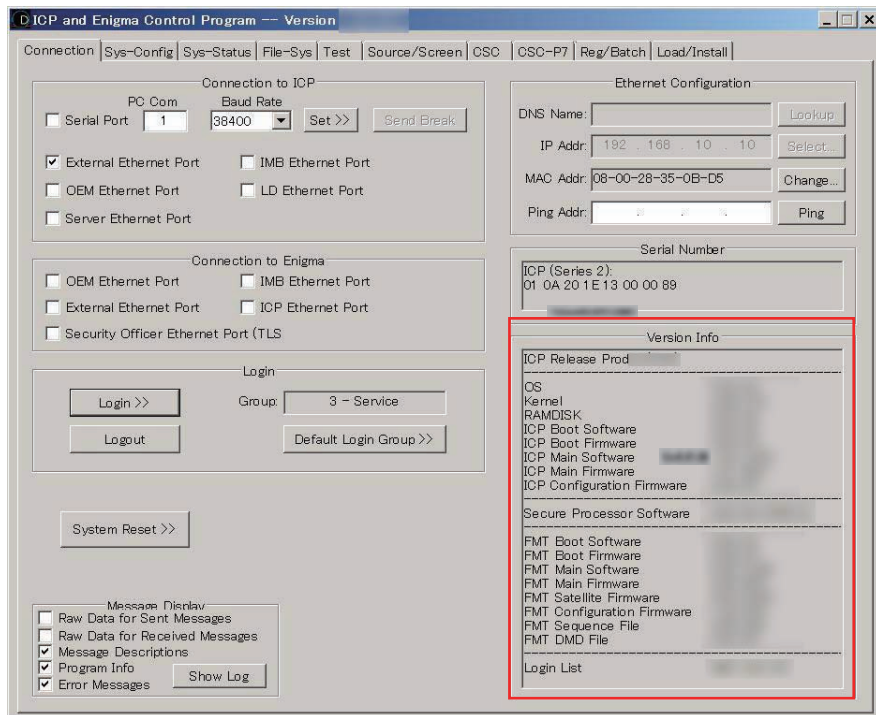 ICP and Enigma Control Program -- Version
Connection Sys-Config Sys-Status File-Sys Test Source/Screen CSC CSC-P7 Reg/Batch Load/Install
Connection to ICP
PC Com Baud Rate
Serial Port 1 38400 Set >> Send Break
External Ethernet Port IMB Ethernet Port
OEM Ethernet Port LD Ethernet Port
Server Ethernet Port
Connection to Enigma
OEM Ethernet Port IMB Ethernet Port
External Ethernet Port ICP Ethernet Port
Security Officer Ethernet Port (TLS
Login
Login >> Group: 3 - Service
Logout Default Login Group >>
System Reset >>
Message Display
Raw Data for Sent Messages
Raw Data for Received Messages
Message Descriptions
Program Info
Error Messages Show Log
Ethernet Configuration
DNS Name: Lookup
IP Addr: 192 . 168 . 10 . 10 Select...
MAC Addr: 08-00-28-35-0B-D5 Change...
Ping Addr: . . . Ping
Serial Number
ICP (Series 2):
01 0A 20 1E 13 00 00 89
Version Info
ICP Release Prod
OS
Kernel
RAMDISK
ICP Boot Software
ICP Boot Firmware
ICP Main Software
ICP Main Firmware
ICP Configuration Firmware
Secure Processor Software
FMT Boot Software
FMT Boot Firmware
FMT Main Software
FMT Main Firmware
FMT Satellite Firmware
FMT Configuration Firmware
FMT Sequence File
FMT DMD File
Login List